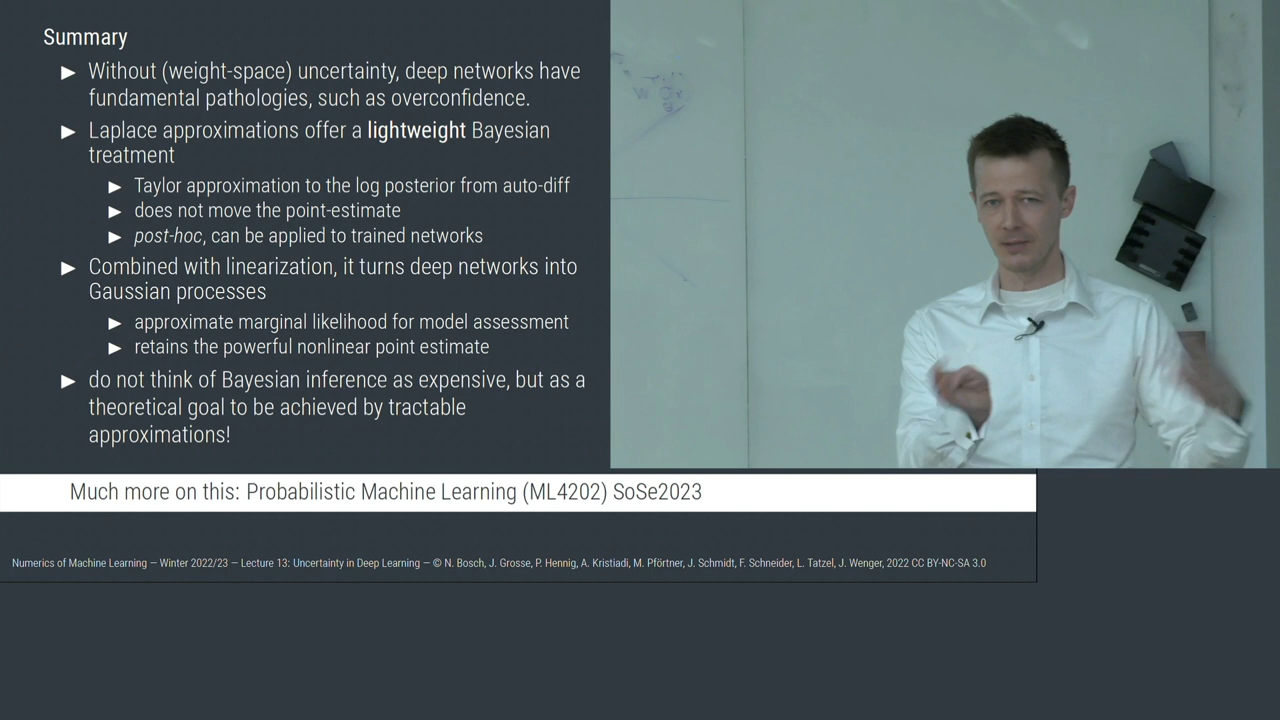 Summary
▶ Without (weight-space) uncertainty, deep networks have
fundamental pathologies, such as overconfidence.
▶ Laplace approximations offer a lightweight Bayesian
treatment
▶ Taylor approximation to the log posterior from auto-diff
▶ does not move the point-estimate
▶ post-hoc, can be applied to trained networks
▶ Combined with linearization, it turns deep networks into
Gaussian processes
▶ approximate marginal likelihood for model assessment
▶ retains the powerful nonlinear point estimate
▶ do not think of Bayesian inference as expensive, but as a
theoretical goal to be achieved by tractable
approximations!
Much more on this: Probabilistic Machine Learning (ML4202) SoSe2023
Numerics of Machine Learning — Winter 2022/23 — Lecture 13: Uncertainty in Deep Learning — © N. Bosch, J. Grosse, P. Hennig, A. Kristiadi, M. Pförtner, J. Schmidt, F. Schneider, L. Tatzel, J. Wenger, 2022 CC BY-NC-SA 3.0